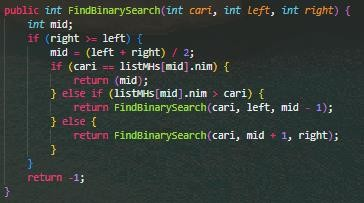 public int FindBinarySearch(int cari, int left, int right) {
    int mid;
    if (right >= left) {
        mid = (left + right) / 2;
        if (cari == listMHs[mid].nim) {
            return (mid);
        } else if (listMHs[mid].nim > cari) {
            return FindBinarySearch(cari, left, mid - 1);
        } else {
            return FindBinarySearch(cari, mid + 1, right);
        }
    }
    return -1;
}